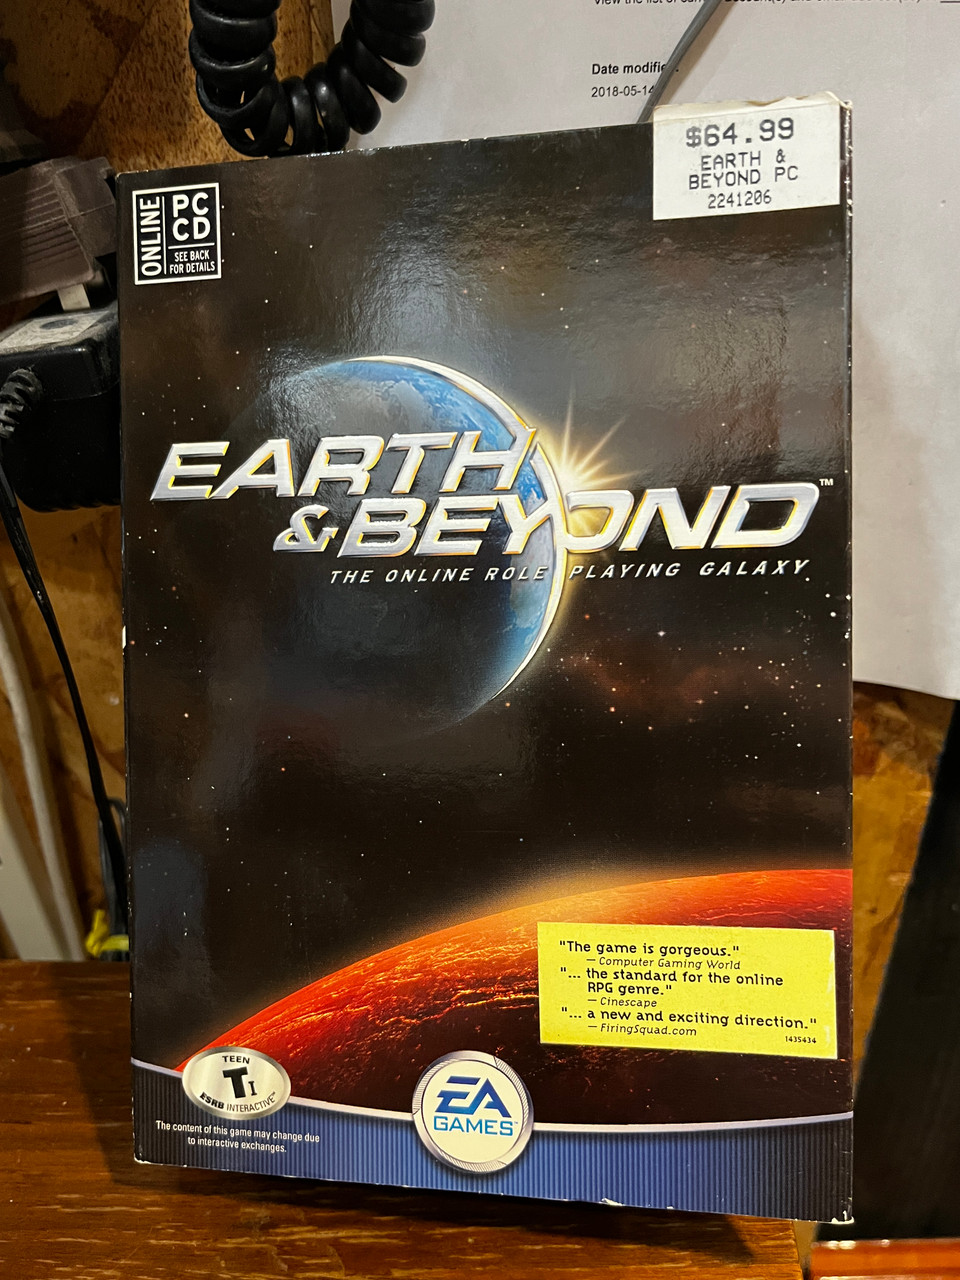 Date modifie
2018-05-14
$64.99
EARTH &
BEYOND PC
2241206
ONLINE
PC
CD
SEE BACK
FOR DETAILS
EARTH
& BEYOND™
THE ONLINE ROLE PLAYING GALAXY
"The game is gorgeous."
— Computer Gaming World
"... the standard for the online
RPG genre."
— Cinescape
"... a new and exciting direction."
— FiringSquad.com
1435434
TEEN
T I
ESRB INTERACTIVE™
EA
GAMES™
The content of this game may change due
to interactive exchanges.